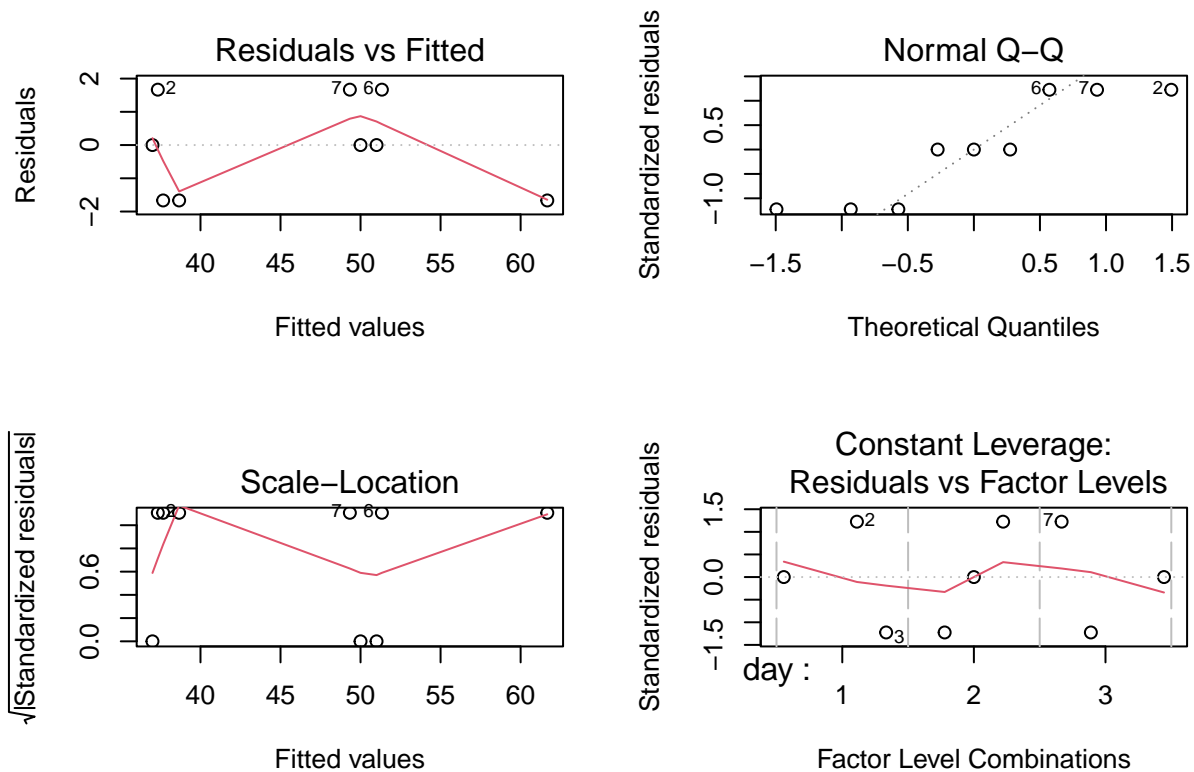 Residuals vs Fitted
Residuals
2
0
−2
2
7
6
40 45 50 55 60
Fitted values
Normal Q−Q
Standardized residuals
0.5
−1.0
6
7
2
−1.5 −0.5 0.5 1.0 1.5
Theoretical Quantiles
Scale−Location
√|Standardized residuals|
0.6
0.0
2
7
6
40 45 50 55 60
Fitted values
Constant Leverage:
Residuals vs Factor Levels
Standardized residuals
1.5
0.0
−1.5
2
7
3
day :
1 2 3
Factor Level Combinations